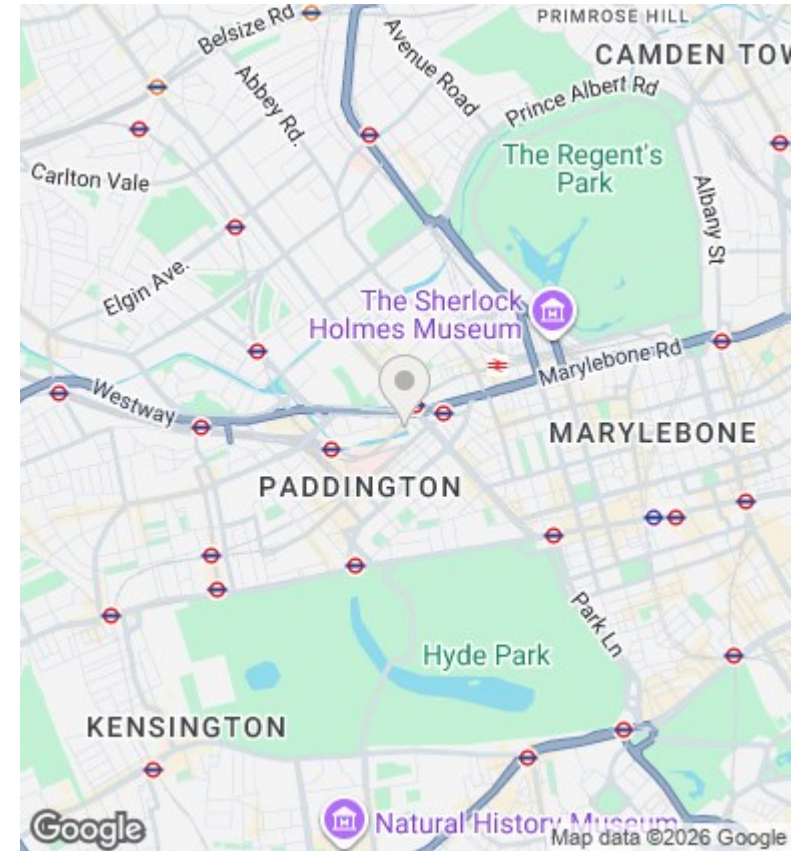 PRIMROSE HILL
Belsize Rd
Avenue Road
CAMDEN TOW
Abbey Rd.
Prince Albert Rd
The Regent's
Park
Carlton Vale
Albany St
Elgin Ave.
The Sherlock
Holmes Museum
Marylebone Rd
Westway
MARYLEBONE
PADDINGTON
Park Ln
Hyde Park
KENSINGTON
Natural History Museum
Google
Map data ©2026 Google